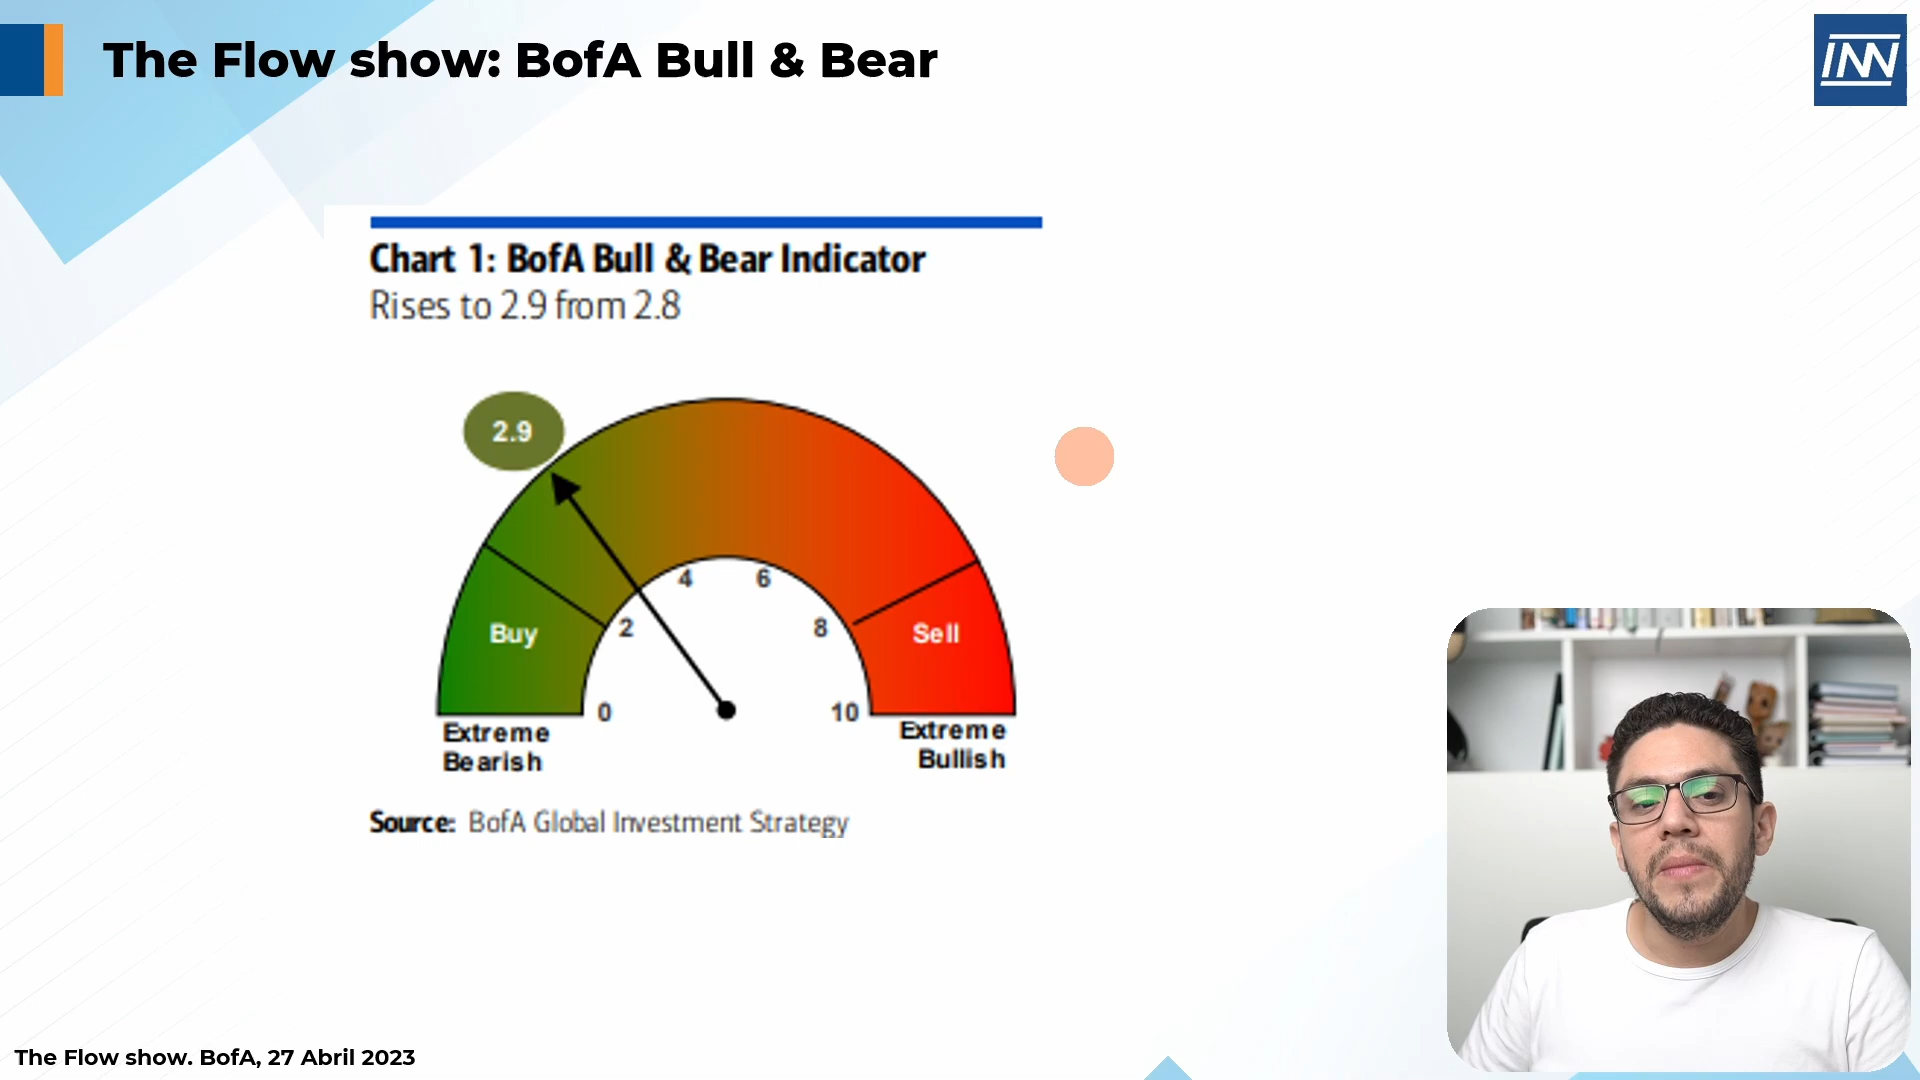 The Flow show: BofA Bull & Bear
INN
Chart 1: BofA Bull & Bear Indicator
Rises to 2.9 from 2.8
2.9
4
6
2
8
Buy
Sell
0
10
Extreme
Bearish
Extreme
Bullish
Source: BofA Global Investment Strategy
The Flow show. BofA, 27 Abril 2023